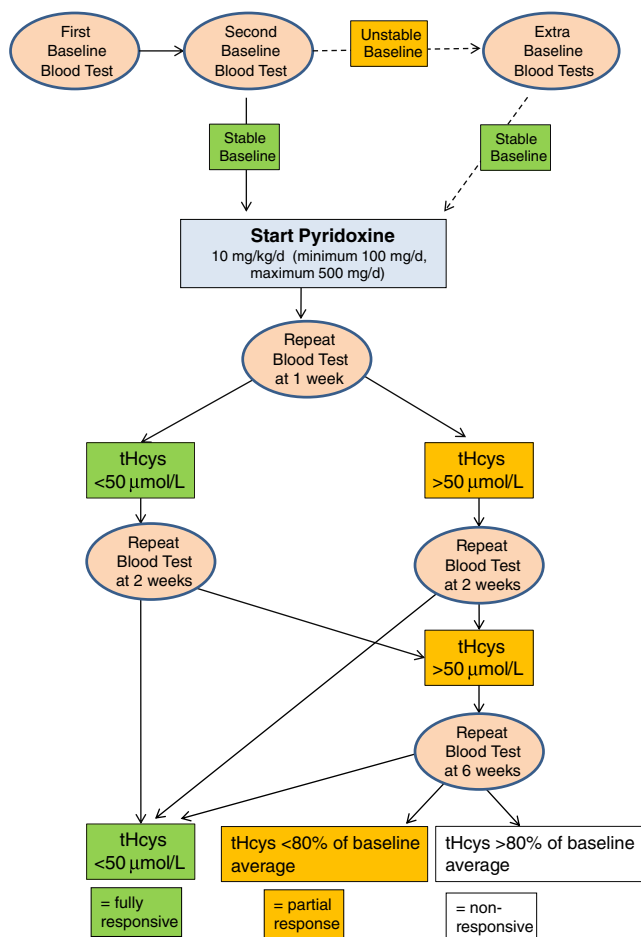 First
Baseline
Blood Test
Second
Baseline
Blood Test
Unstable
Baseline
Extra
Baseline
Blood Tests
Stable
Baseline
Stable
Baseline
Start Pyridoxine
10 mg/kg/d (minimum 100 mg/d,
maximum 500 mg/d)
Repeat
Blood Test
at 1 week
tHcys
<50 μmol/L
tHcys
>50 μmol/L
Repeat
Blood Test
at 2 weeks
Repeat
Blood Test
at 2 weeks
tHcys
>50 μmol/L
Repeat
Blood Test
at 6 weeks
tHcys
<50 μmol/L
tHcys <80% of baseline
average
tHcys >80% of baseline
average
= fully
responsive
= partial
response
= non-
responsive